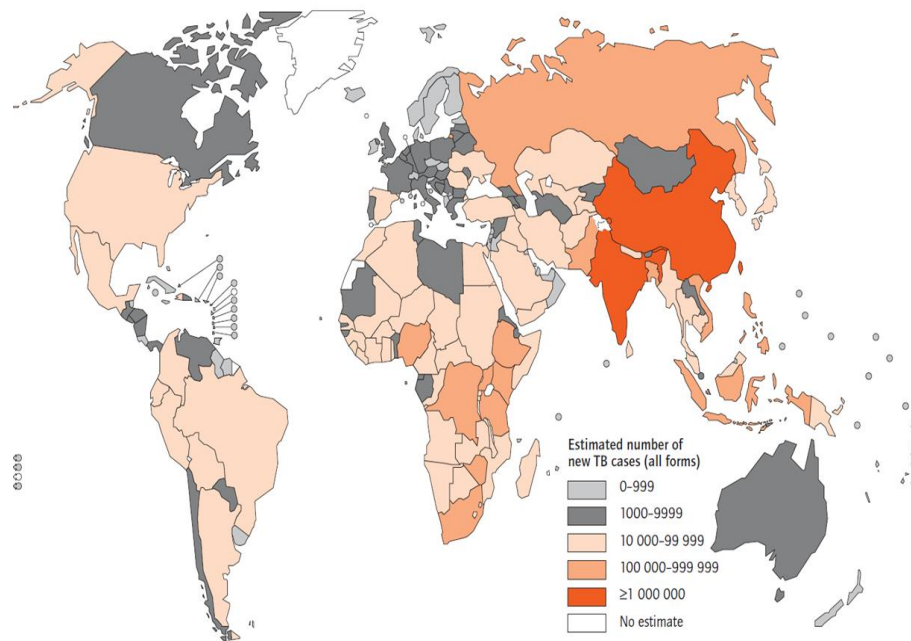 Estimated number of
new TB cases (all forms)
0–999
1000–9999
10 000–99 999
100 000–999 999
≥1 000 000
No estimate